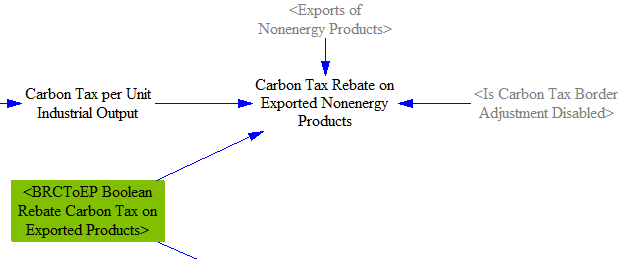 <Exports of
Nonenergy Products>
Carbon Tax per Unit
Industrial Output
Carbon Tax Rebate on
Exported Nonenergy
Products
<Is Carbon Tax Border
Adjustment Disabled>
<BRCToEP Boolean
Rebate Carbon Tax on
Exported Products>